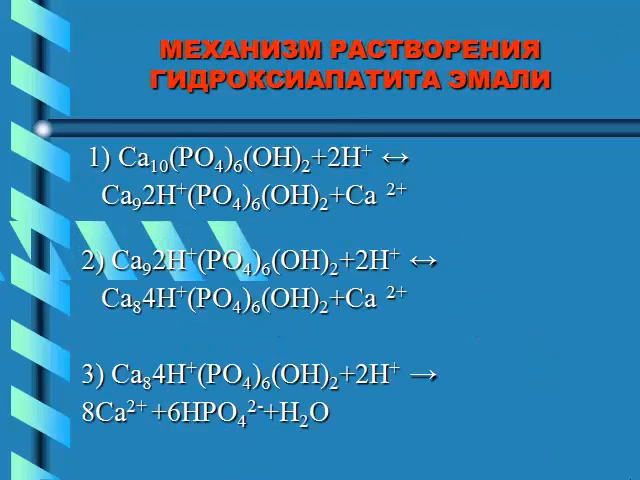 МЕХАНИЗМ РАСТВОРЕНИЯ
ГИДРОКСИАПАТИТА ЭМАЛИ
1) Ca₁₀(PO₄)₆(OH)₂+2H⁺ ↔
Ca₉2H⁺(PO₄)₆(OH)₂+Ca ²⁺
2) Ca₉2H⁺(PO₄)₆(OH)₂+2H⁺ ↔
Ca₈4H⁺(PO₄)₆(OH)₂+Ca ²⁺
3) Ca₈4H⁺(PO₄)₆(OH)₂+2H⁺ →
8Ca²⁺ +6HPO₄²⁻+H₂O